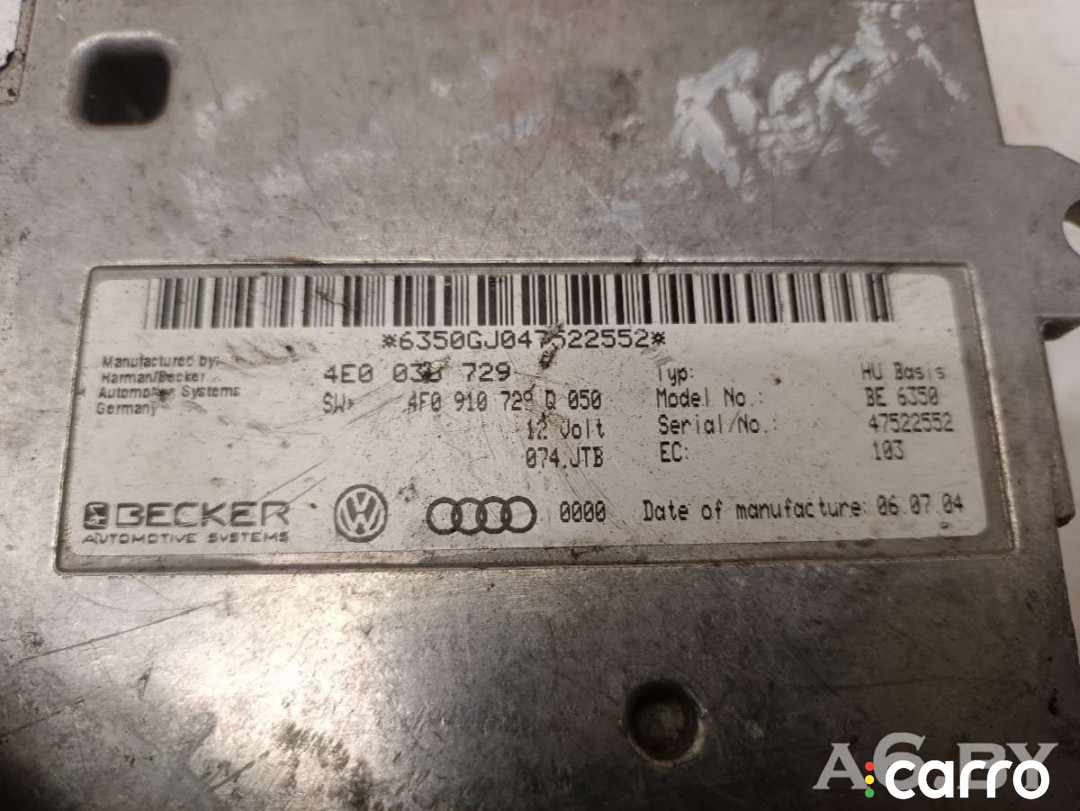 *6350GJ047522552*
Manufactured by:
Harman/Becker
Automotive Systems
Germany
4E0 035 729
SW: 4F0 910 729 Q 050
12 Volt
074.JTB
Typ: HU Basis
Model No.: BE 6350
Serial/No.: 47522552
EC: 103
BECKER
AUTOMOTIVE SYSTEMS
0000 Date of manufacture: 06.07.04
A6.BY
carro